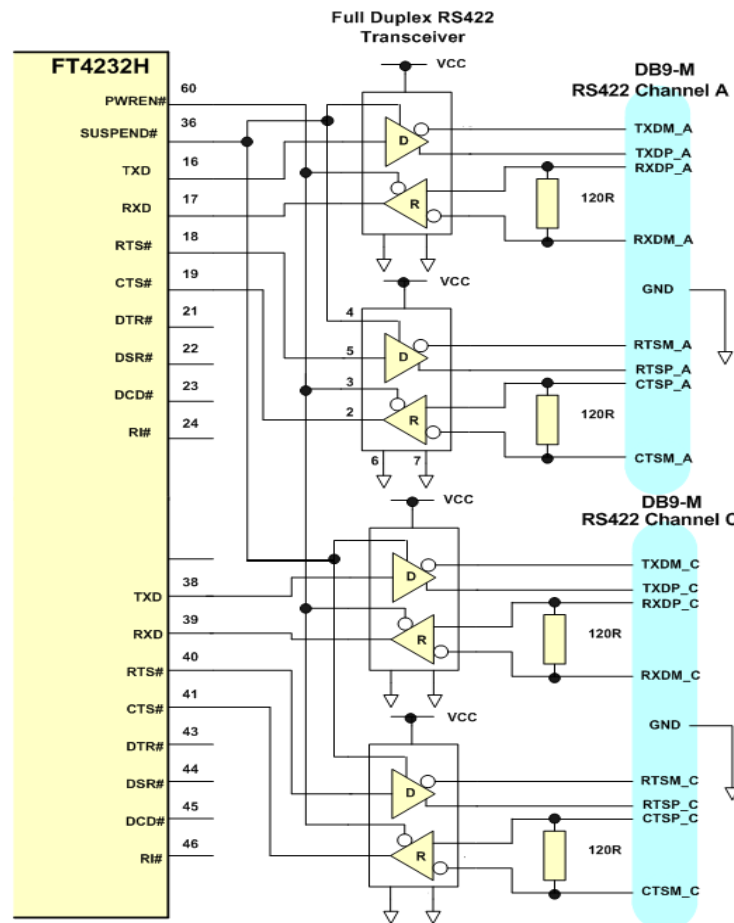 Full Duplex RS422
Transceiver
FT4232H
VCC
DB9-M
RS422 Channel A
60
PWREN#
36
SUSPEND#
TXDM_A
D
TXDP_A
16
TXD
RXDP_A
17
RXD
R
120R
18
RTS#
RXDM_A
19
CTS#
VCC
GND
21
DTR#
4
RTSM_A
22
DSR#
5
D
RTSP_A
23
DCD#
3
CTSP_A
24
RI#
2
R
120R
6
7
CTSM_A
VCC
DB9-M
RS422 Channel C
TXDM_C
D
TXDP_C
38
TXD
RXDP_C
39
RXD
R
120R
40
RTS#
RXDM_C
41
CTS#
VCC
GND
43
DTR#
44
DSR#
RTSM_C
D
RTSP_C
45
DCD#
CTSP_C
46
RI#
R
120R
CTSM_C